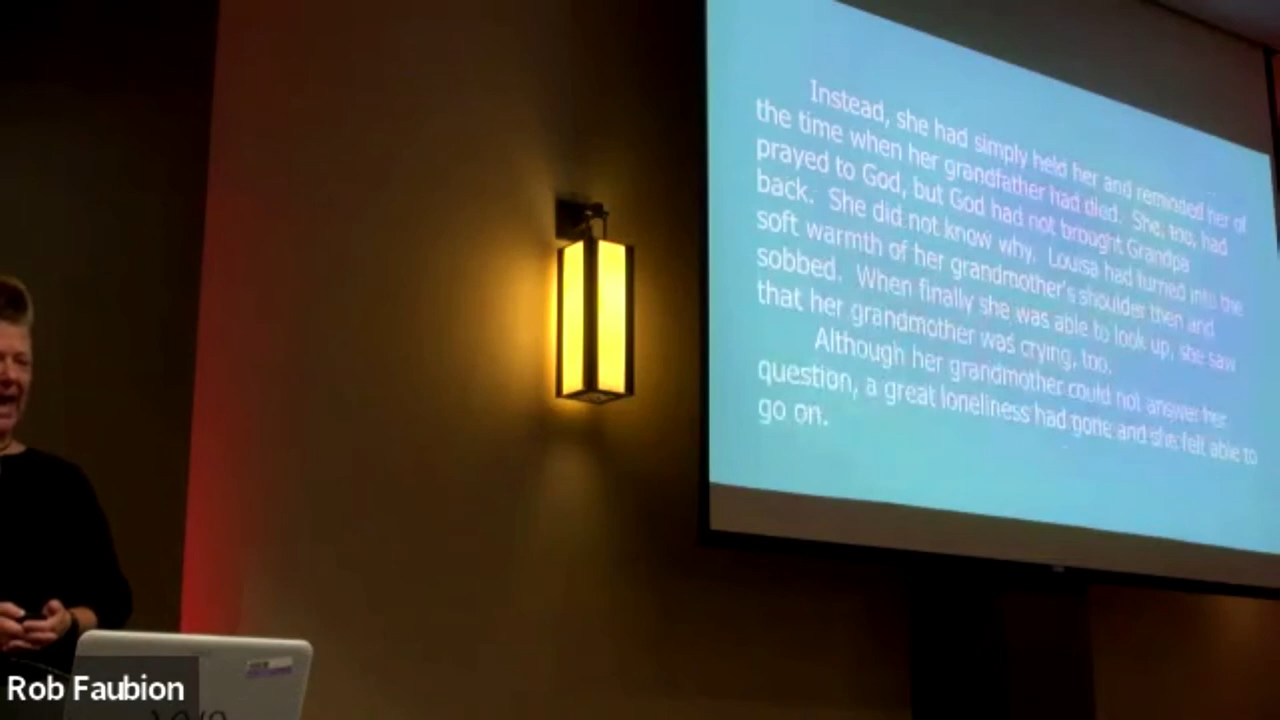 Instead, she had simply held her and reminded her of
the time when her grandfather had died. She, too, had
prayed to God, but God had not brought Grandpa
back. She did not know why. Louisa had turned into the
soft warmth of her grandmother's shoulder then and
sobbed. When finally she was able to look up, she saw
that her grandmother was crying, too.
Although her grandmother could not answer her
question, a great loneliness had gone and she felt able to
go on.
Rob Faubion